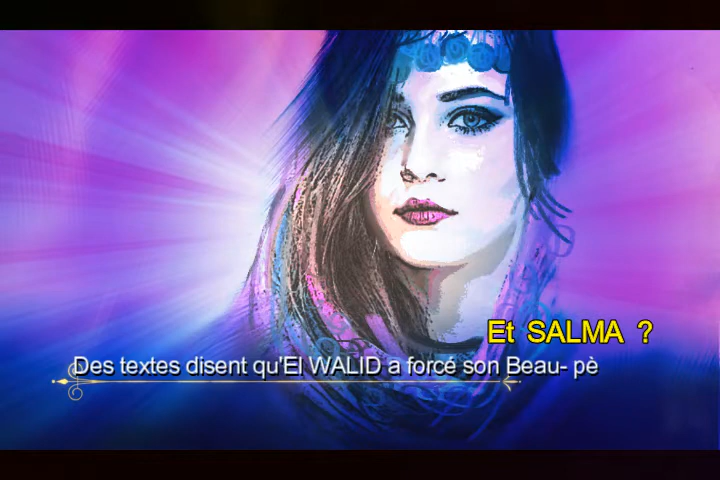 Et SALMA ?
Des textes disent qu'El WALID a forcé son Beau- pè